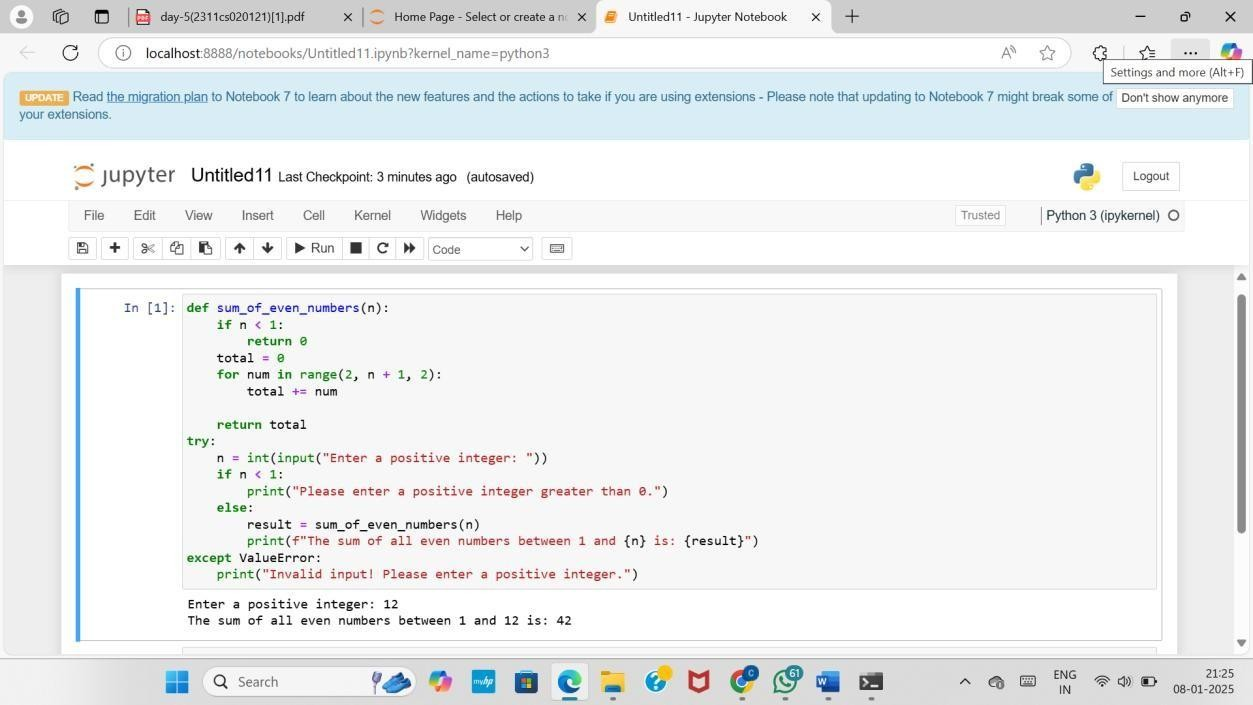 day-5(2311cs020121)[1].pdf
Home Page - Select or create a n
Untitled11 - Jupyter Notebook
localhost:8888/notebooks/Untitled11.ipynb?kernel_name=python3
Settings and more (Alt+F)
UPDATE Read the migration plan to Notebook 7 to learn about the new features and the actions to take if you are using extensions - Please note that updating to Notebook 7 might break some of
your extensions.
Don't show anymore
jupyter Untitled11 Last Checkpoint: 3 minutes ago (autosaved)
Logout
File Edit View Insert Cell Kernel Widgets Help
Trusted
Python 3 (ipykernel)
Run
Code
In [1]: def sum_of_even_numbers(n):
    if n < 1:
        return 0
    total = 0
    for num in range(2, n + 1, 2):
        total += num
    return total
try:
    n = int(input("Enter a positive integer: "))
    if n < 1:
        print("Please enter a positive integer greater than 0.")
    else:
        result = sum_of_even_numbers(n)
        print(f"The sum of all even numbers between 1 and {n} is: {result}")
except ValueError:
    print("Invalid input! Please enter a positive integer.")
Enter a positive integer: 12
The sum of all even numbers between 1 and 12 is: 42
Search
myhp
C
61
W
ENG
IN
21:25
08-01-2025